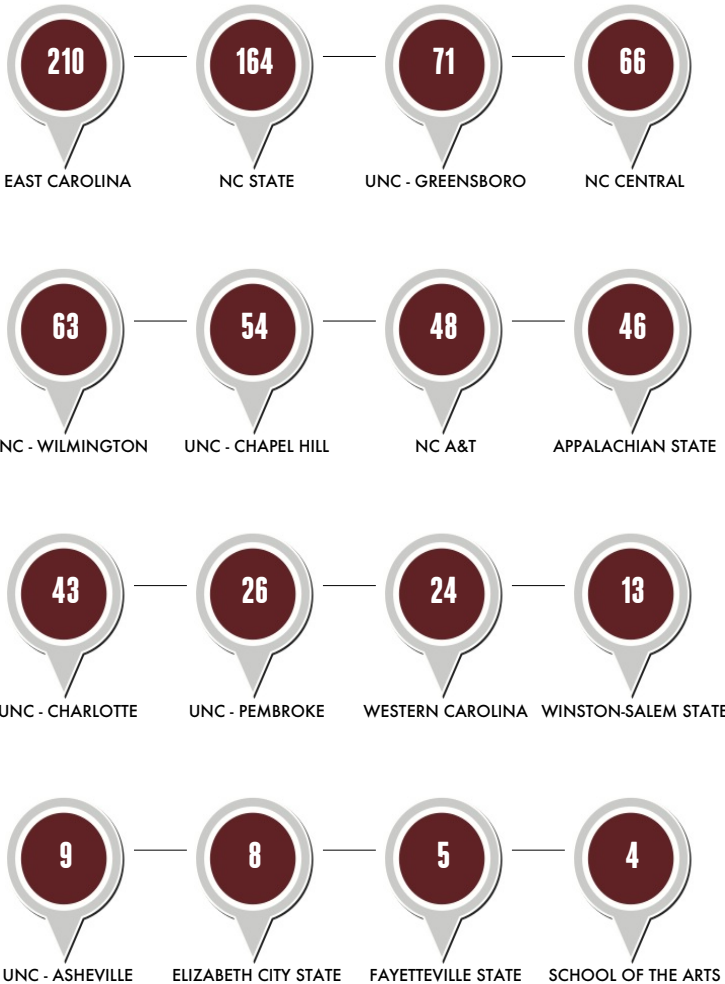 210
164
71
66
EAST CAROLINA
NC STATE
UNC - GREENSBORO
NC CENTRAL
63
54
48
46
NC - WILMINGTON
UNC - CHAPEL HILL
NC A&T
APPALACHIAN STATE
43
26
24
13
UNC - CHARLOTTE
UNC - PEMBROKE
WESTERN CAROLINA
WINSTON-SALEM STATE
9
8
5
4
UNC - ASHEVILLE
ELIZABETH CITY STATE
FAYETTEVILLE STATE
SCHOOL OF THE ARTS